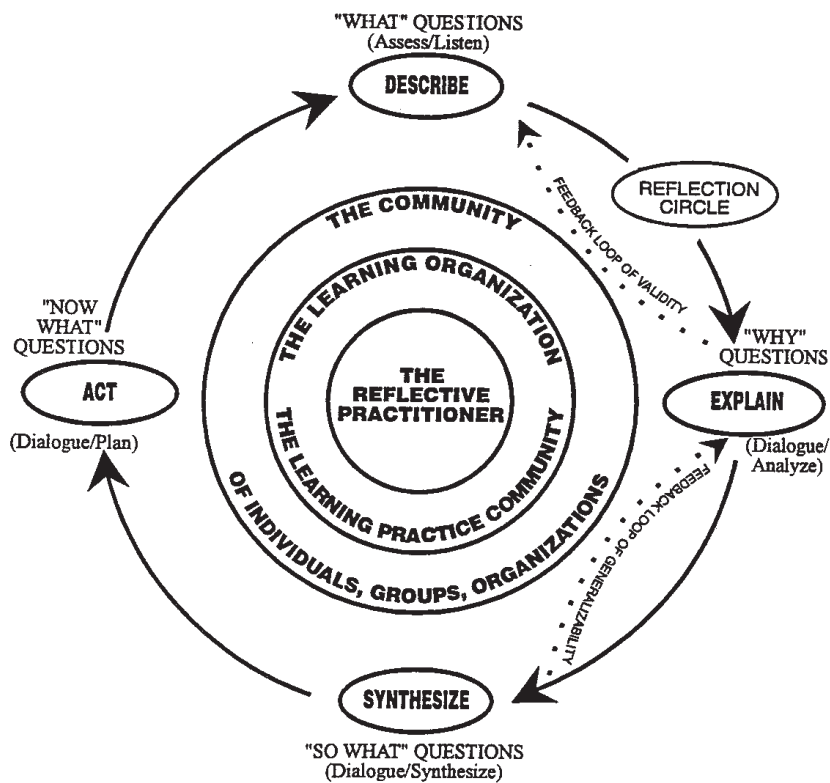 "WHAT" QUESTIONS
(Assess/Listen)
DESCRIBE
REFLECTION
CIRCLE
FEEDBACK LOOP OF VALIDITY
"WHY"
QUESTIONS
EXPLAIN
(Dialogue/
Analyze)
FEEDBACK LOOP OF GENERALIZABILITY
SYNTHESIZE
"SO WHAT" QUESTIONS
(Dialogue/Synthesize)
"NOW
WHAT"
QUESTIONS
ACT
(Dialogue/Plan)
THE COMMUNITY
OF INDIVIDUALS, GROUPS, ORGANIZATIONS
THE LEARNING ORGANIZATION
THE LEARNING PRACTICE COMMUNITY
THE
REFLECTIVE
PRACTITIONER